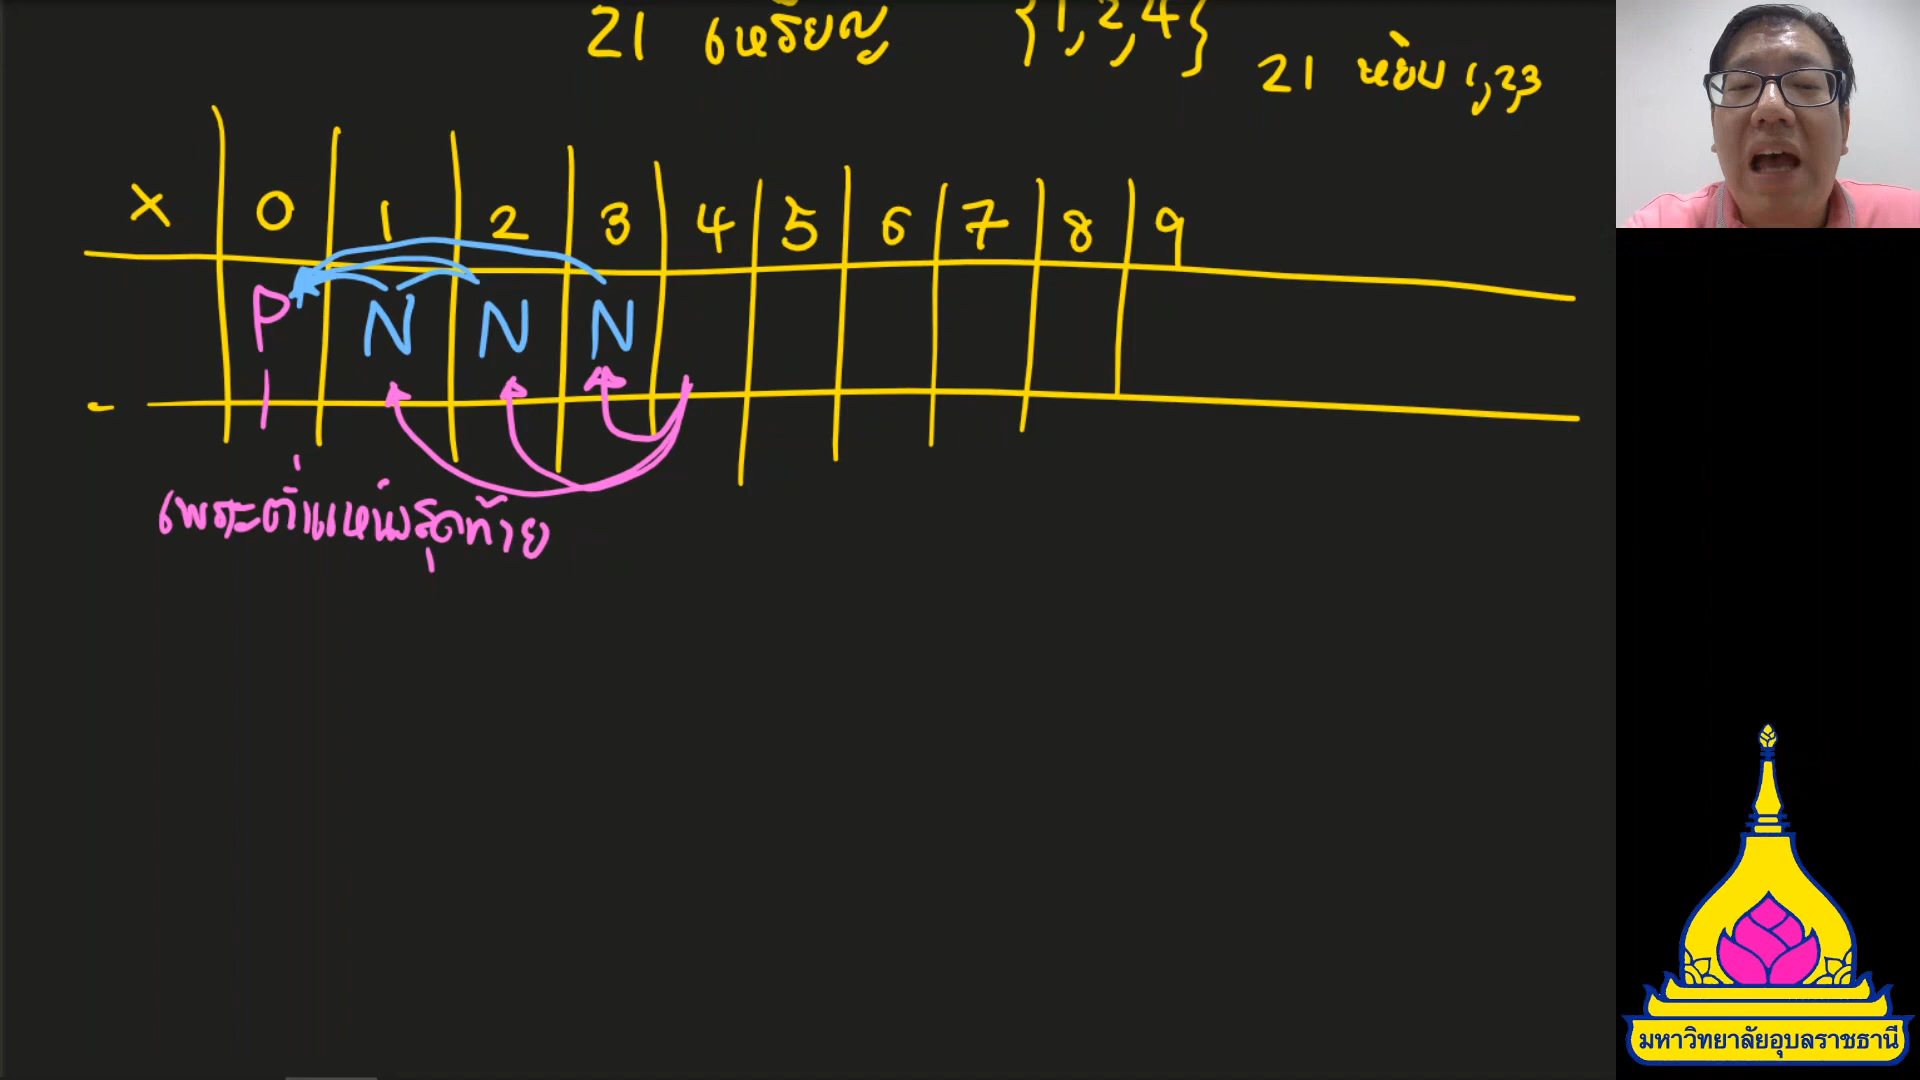 21 เหรียญ {1,2,4}
21 หยิบ 1,2,3
x 0 1 2 3 4 5 6 7 8 9
P N N N
เพราะตำแหน่งสุดท้าย
มหาวิทยาลัยอุบลราชธานี